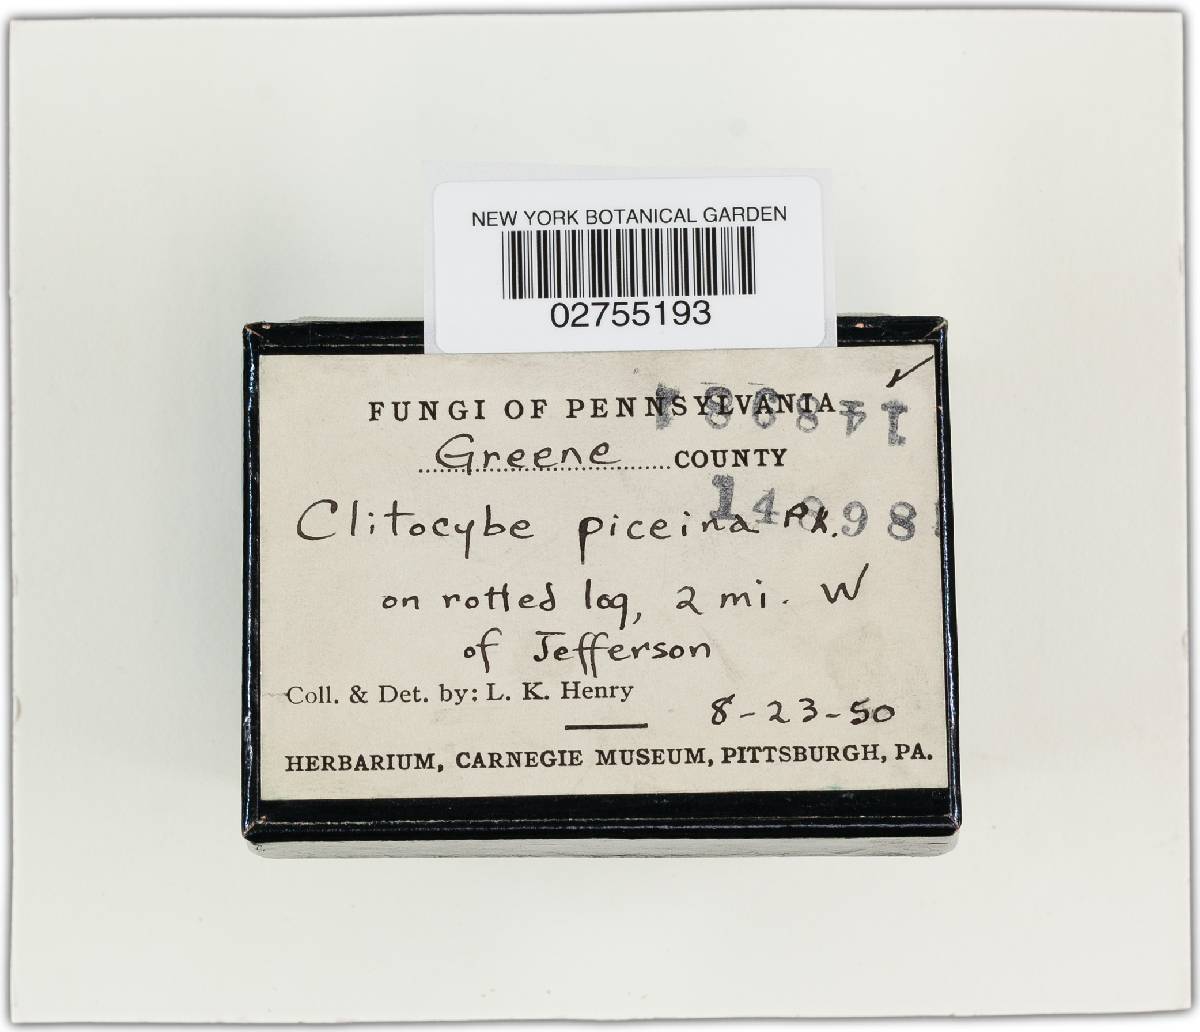 NEW YORK BOTANICAL GARDEN
02755193
FUNGI OF PENNSYLVANIA
Greene COUNTY
Clitocybe piceina Pk.
on rotted log, 2 mi. W
of Jefferson
Coll. & Det. by: L. K. Henry
8-23-50
HERBARIUM, CARNEGIE MUSEUM, PITTSBURGH, PA.